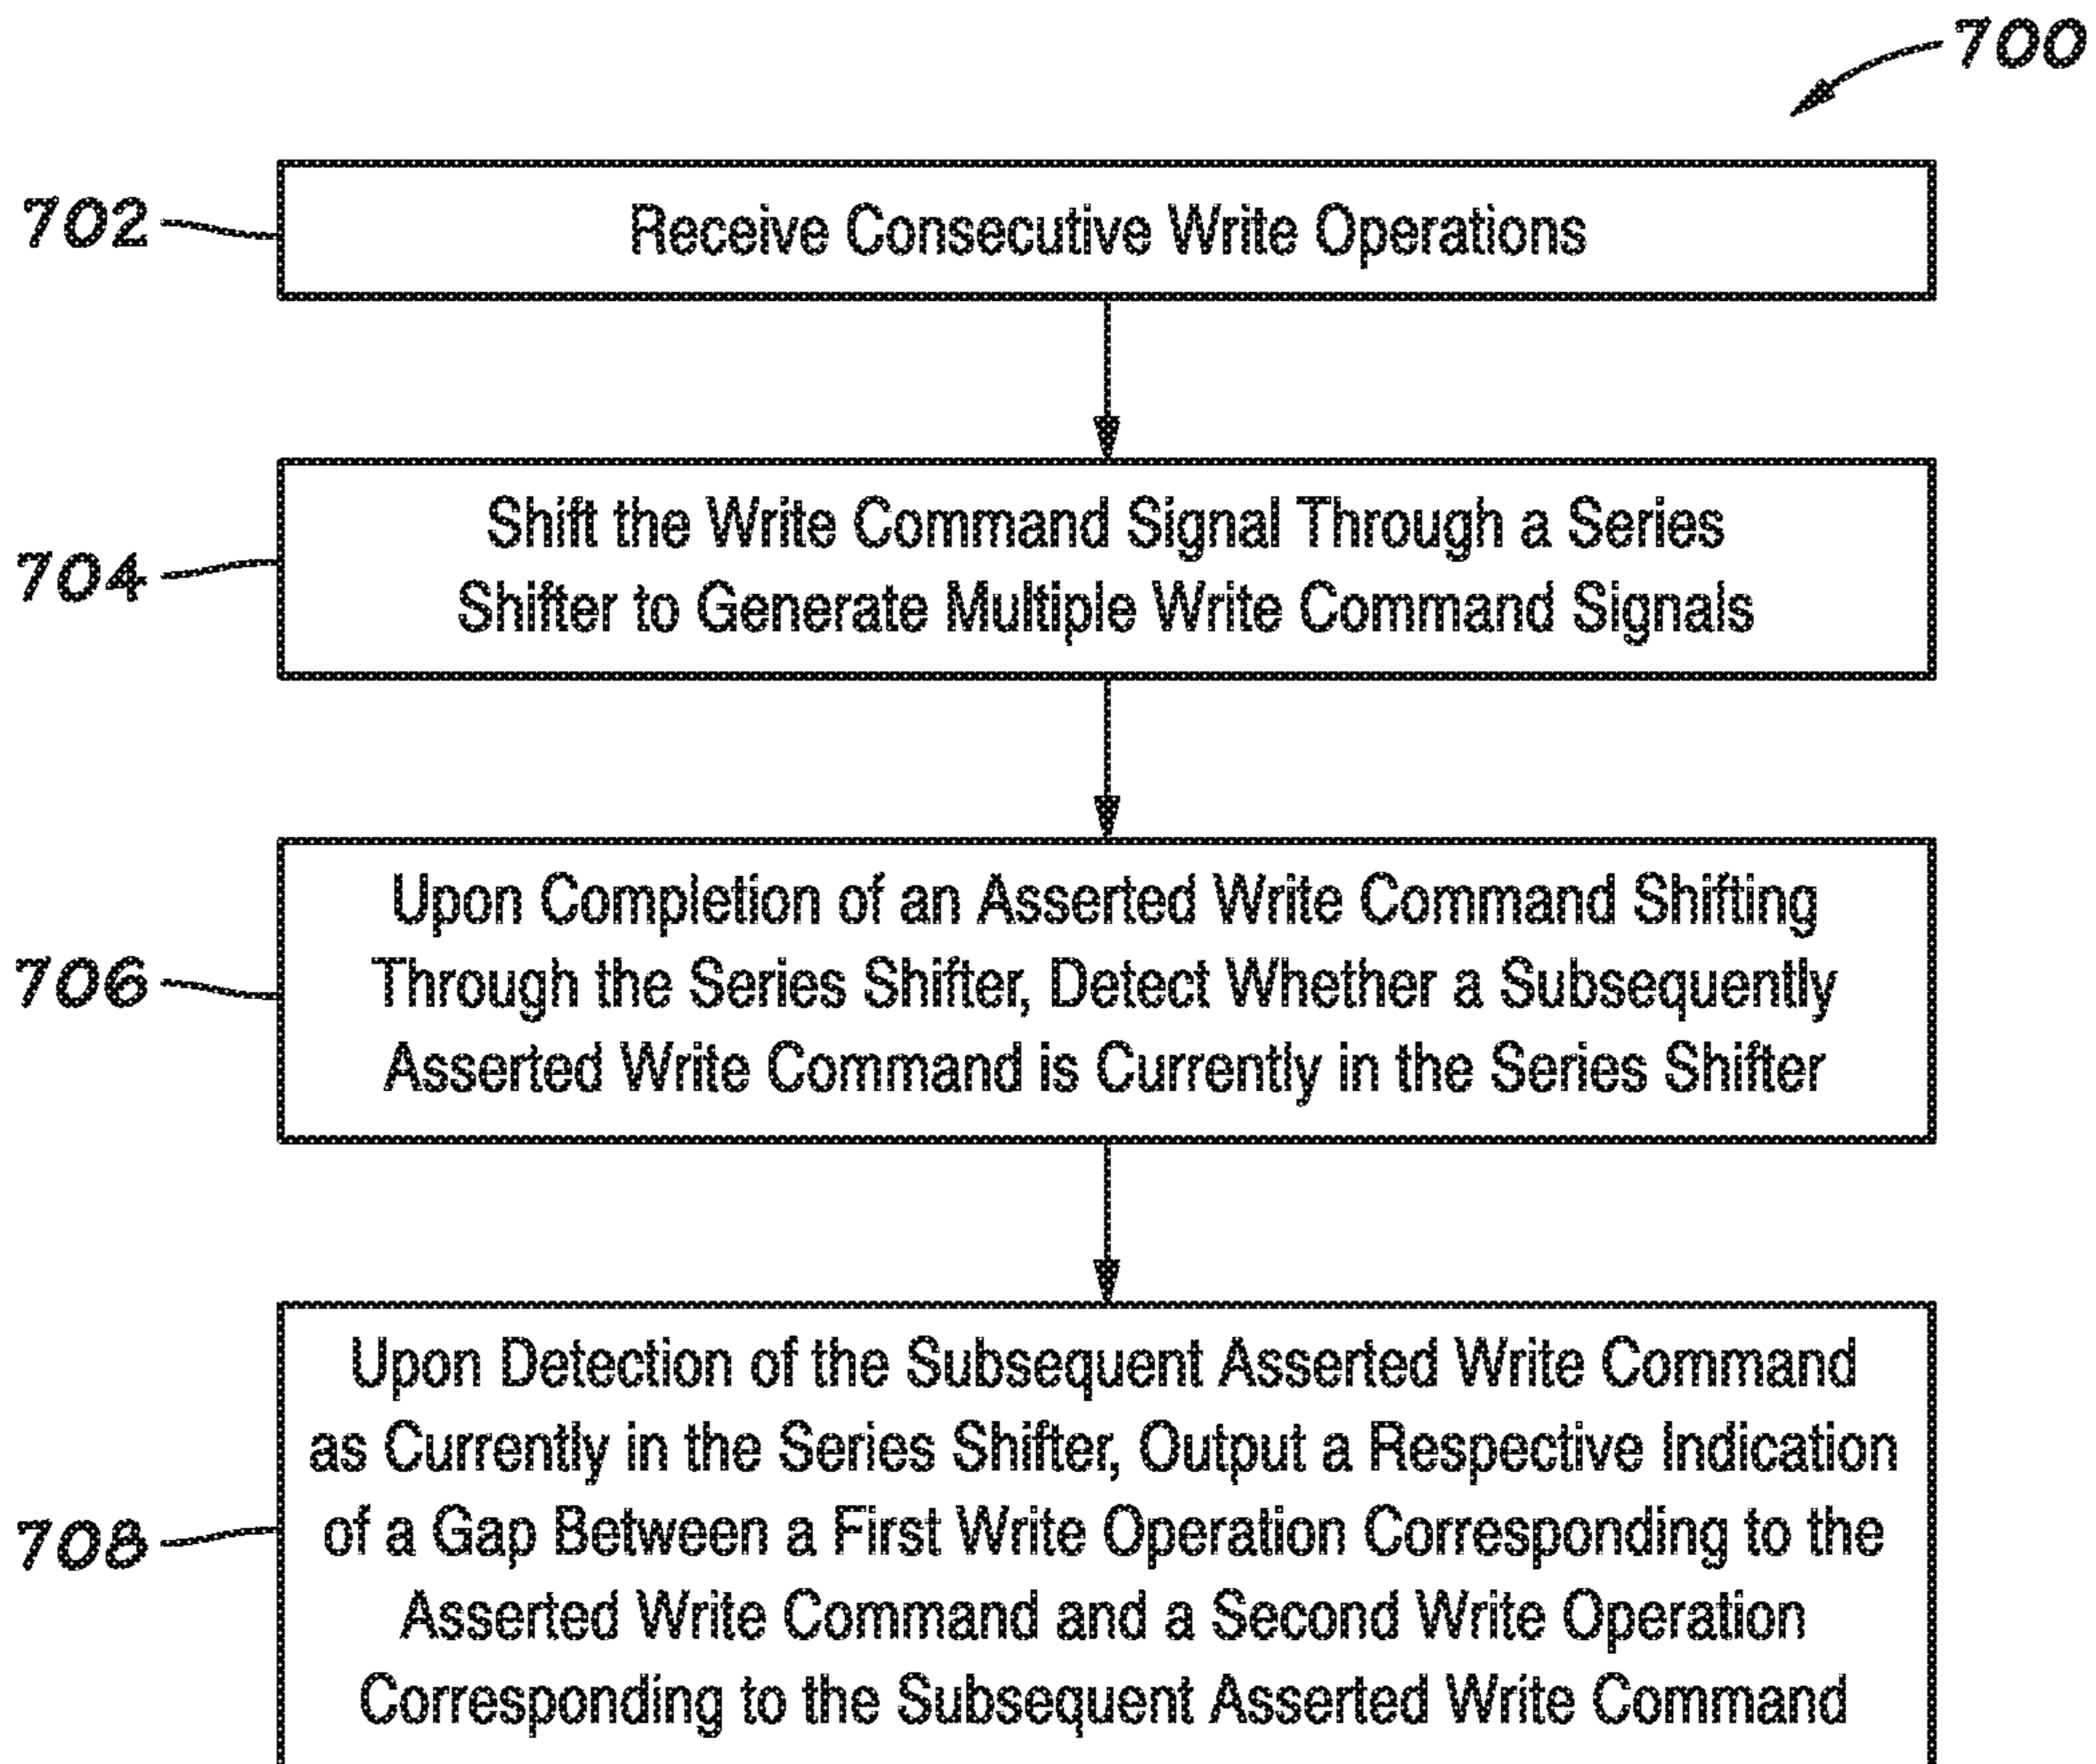 700
702
Receive Consecutive Write Operations
704
Shift the Write Command Signal Through a Series
Shifter to Generate Multiple Write Command Signals
706
Upon Completion of an Asserted Write Command Shifting
Through the Series Shifter, Detect Whether a Subsequently
Asserted Write Command is Currently in the Series Shifter
708
Upon Detection of the Subsequent Asserted Write Command
as Currently in the Series Shifter, Output a Respective Indication
of a Gap Between a First Write Operation Corresponding to the
Asserted Write Command and a Second Write Operation
Corresponding to the Subsequent Asserted Write Command